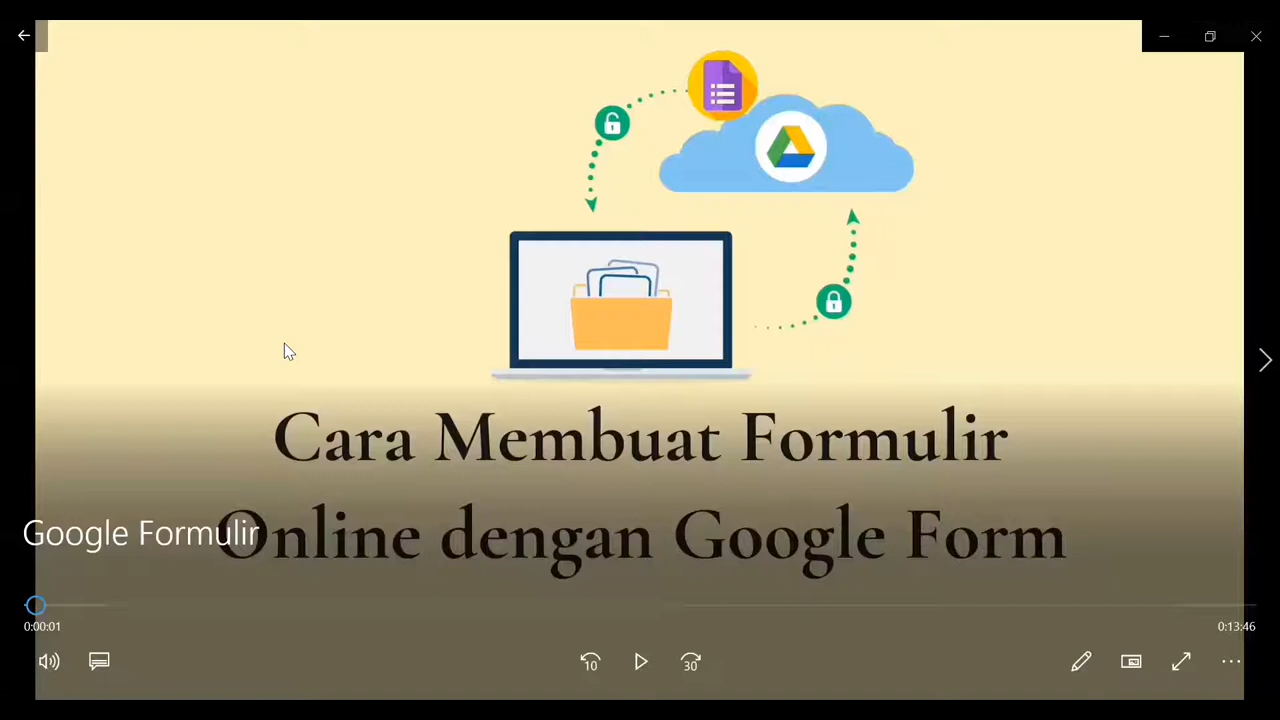 Cara Membuat Formulir
Online dengan Google Form
Google Formulir
0:00:01
0:13:46
10
30